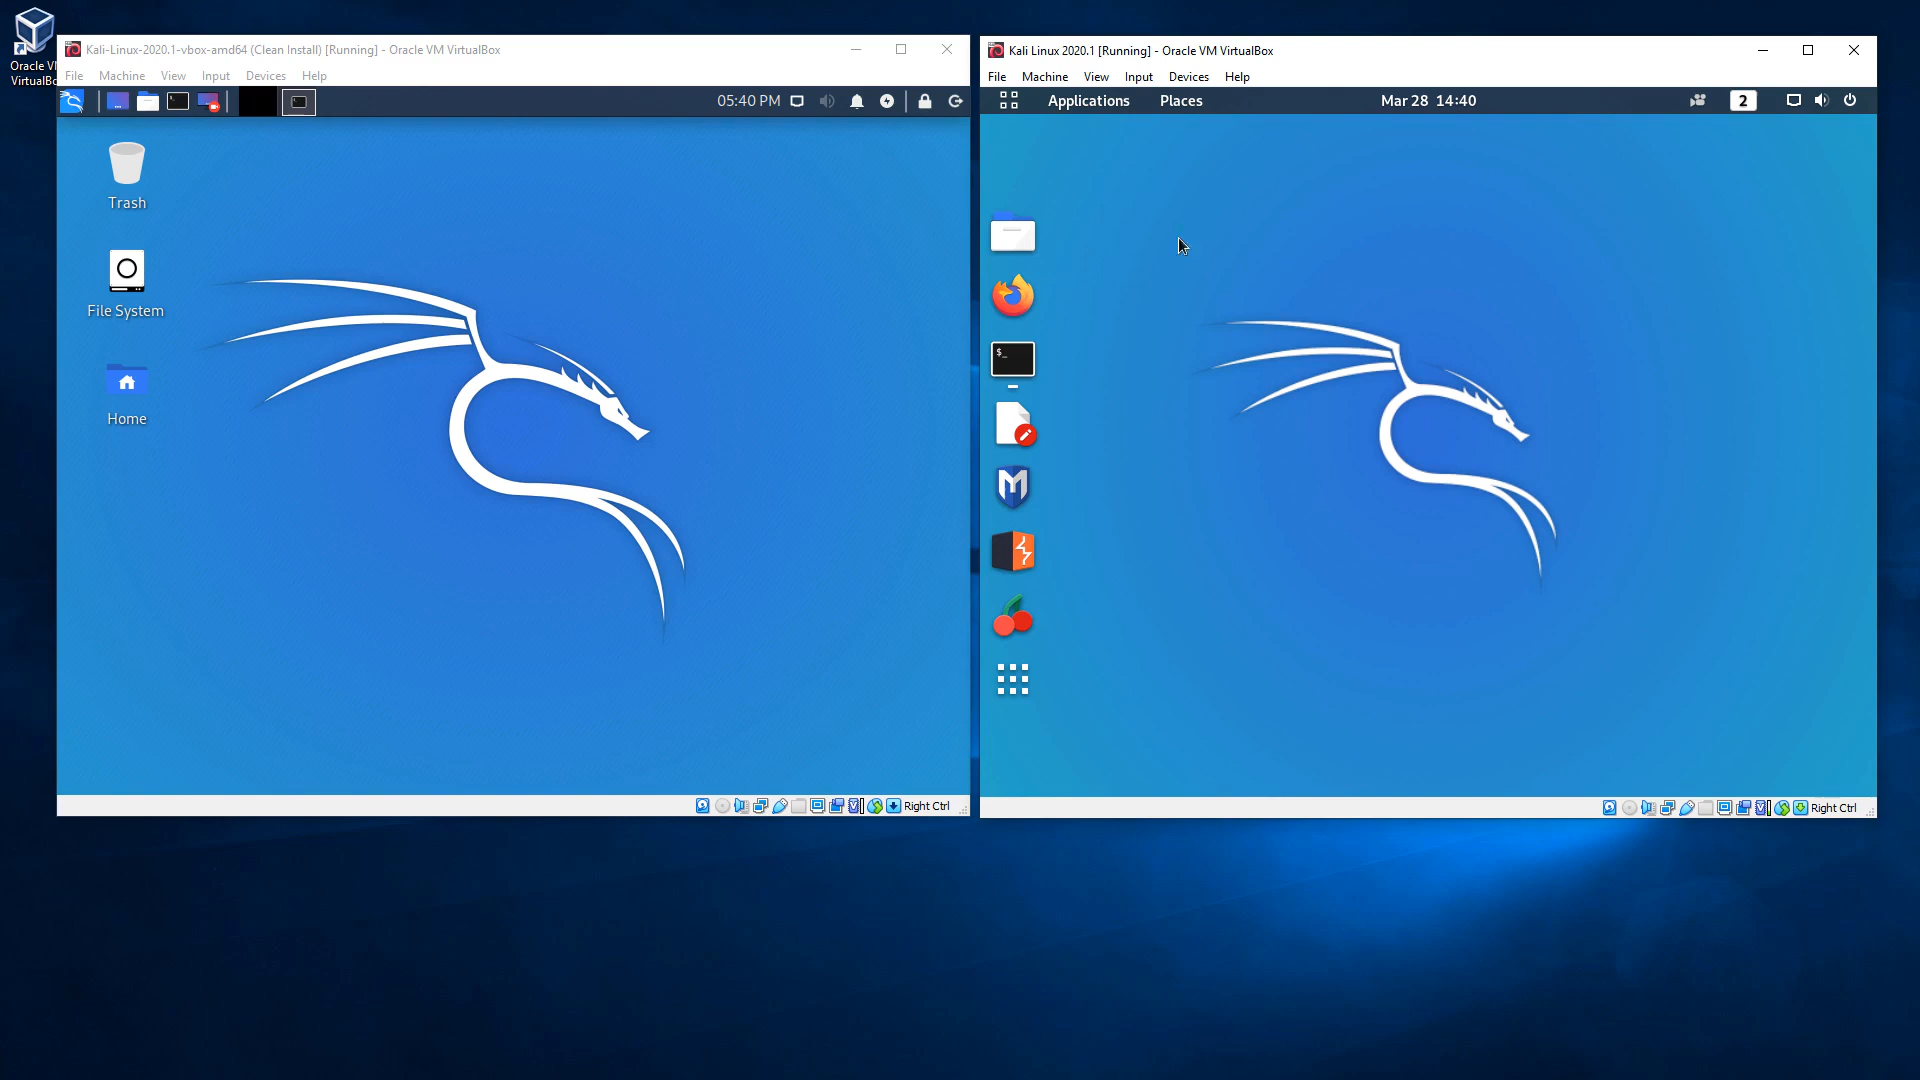 Oracle VM
VirtualBo
Kali-Linux-2020.1-vbox-amd64 (Clean Install) [Running] - Oracle VM VirtualBox
File Machine View Input Devices Help
05:40 PM
Trash
File System
Home
Right Ctrl
Kali Linux 2020.1 [Running] - Oracle VM VirtualBox
File Machine View Input Devices Help
Applications Places Mar 28 14:40 2
$_
Right Ctrl